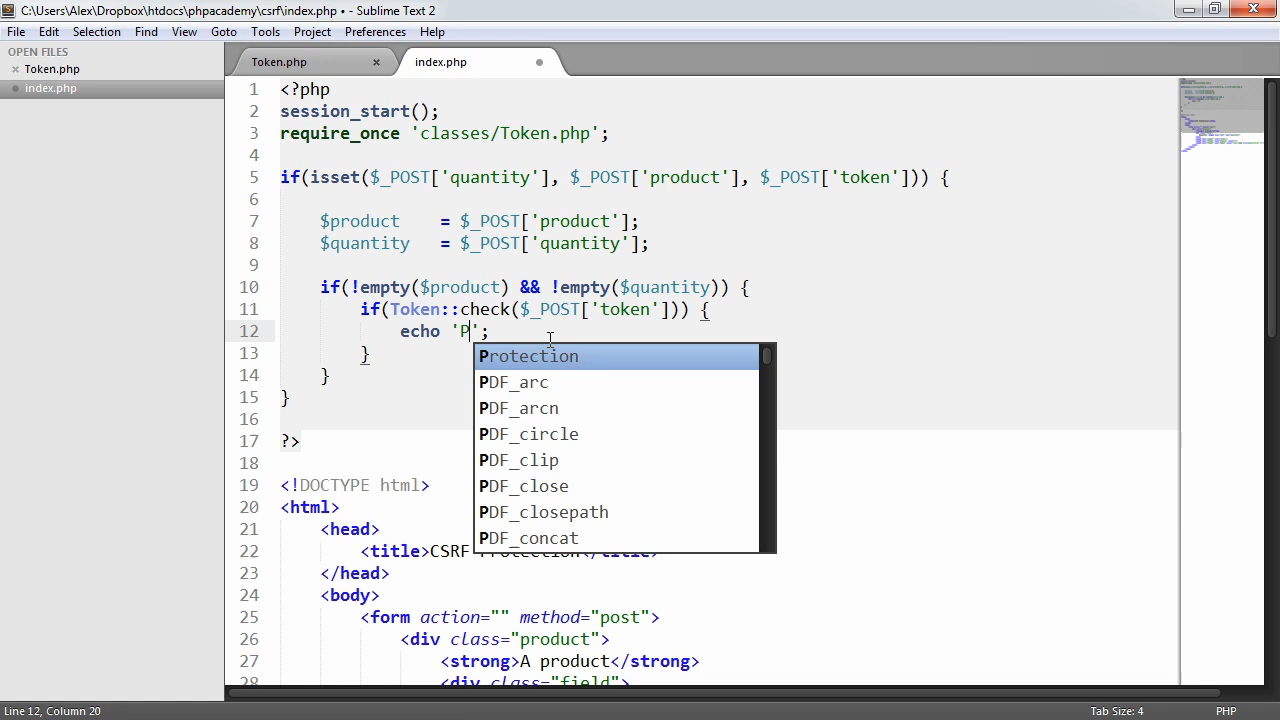 C:\Users\Alex\Dropbox\htdocs\phpacademy\csrf\index.php • - Sublime Text 2
File Edit Selection Find View Goto Tools Project Preferences Help
OPEN FILES
Token.php
index.php
Token.php index.php
1 <?php
2 session_start();
3 require_once 'classes/Token.php';
4
5 if(isset($_POST['quantity'], $_POST['product'], $_POST['token'])) {
6
7 $product = $_POST['product'];
8 $quantity = $_POST['quantity'];
9
10 if(!empty($product) && !empty($quantity)) {
11 if(Token::check($_POST['token'])) {
12 echo 'P';
13 }
14 }
15 }
16
17 ?>
18
19 <!DOCTYPE html>
20 <html>
21 <head>
22 <title>CSRF Protection</title>
23 </head>
24 <body>
25 <form action="" method="post">
26 <div class="product">
27 <strong>A product</strong>
28 <div class="field">
Protection
PDF_arc
PDF_arcn
PDF_circle
PDF_clip
PDF_close
PDF_closepath
PDF_concat
Line 12, Column 20
Tab Size: 4
PHP